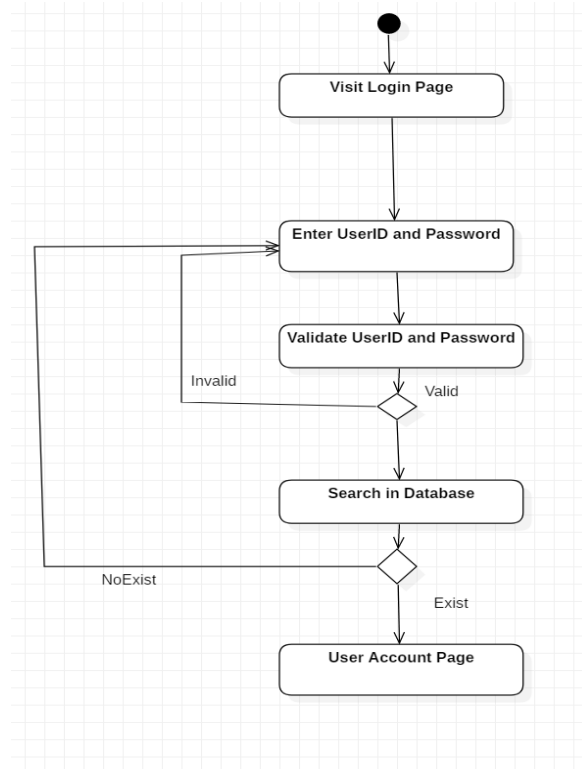 Visit Login Page
Enter UserID and Password
Validate UserID and Password
Invalid
Valid
Search in Database
NoExist
Exist
User Account Page